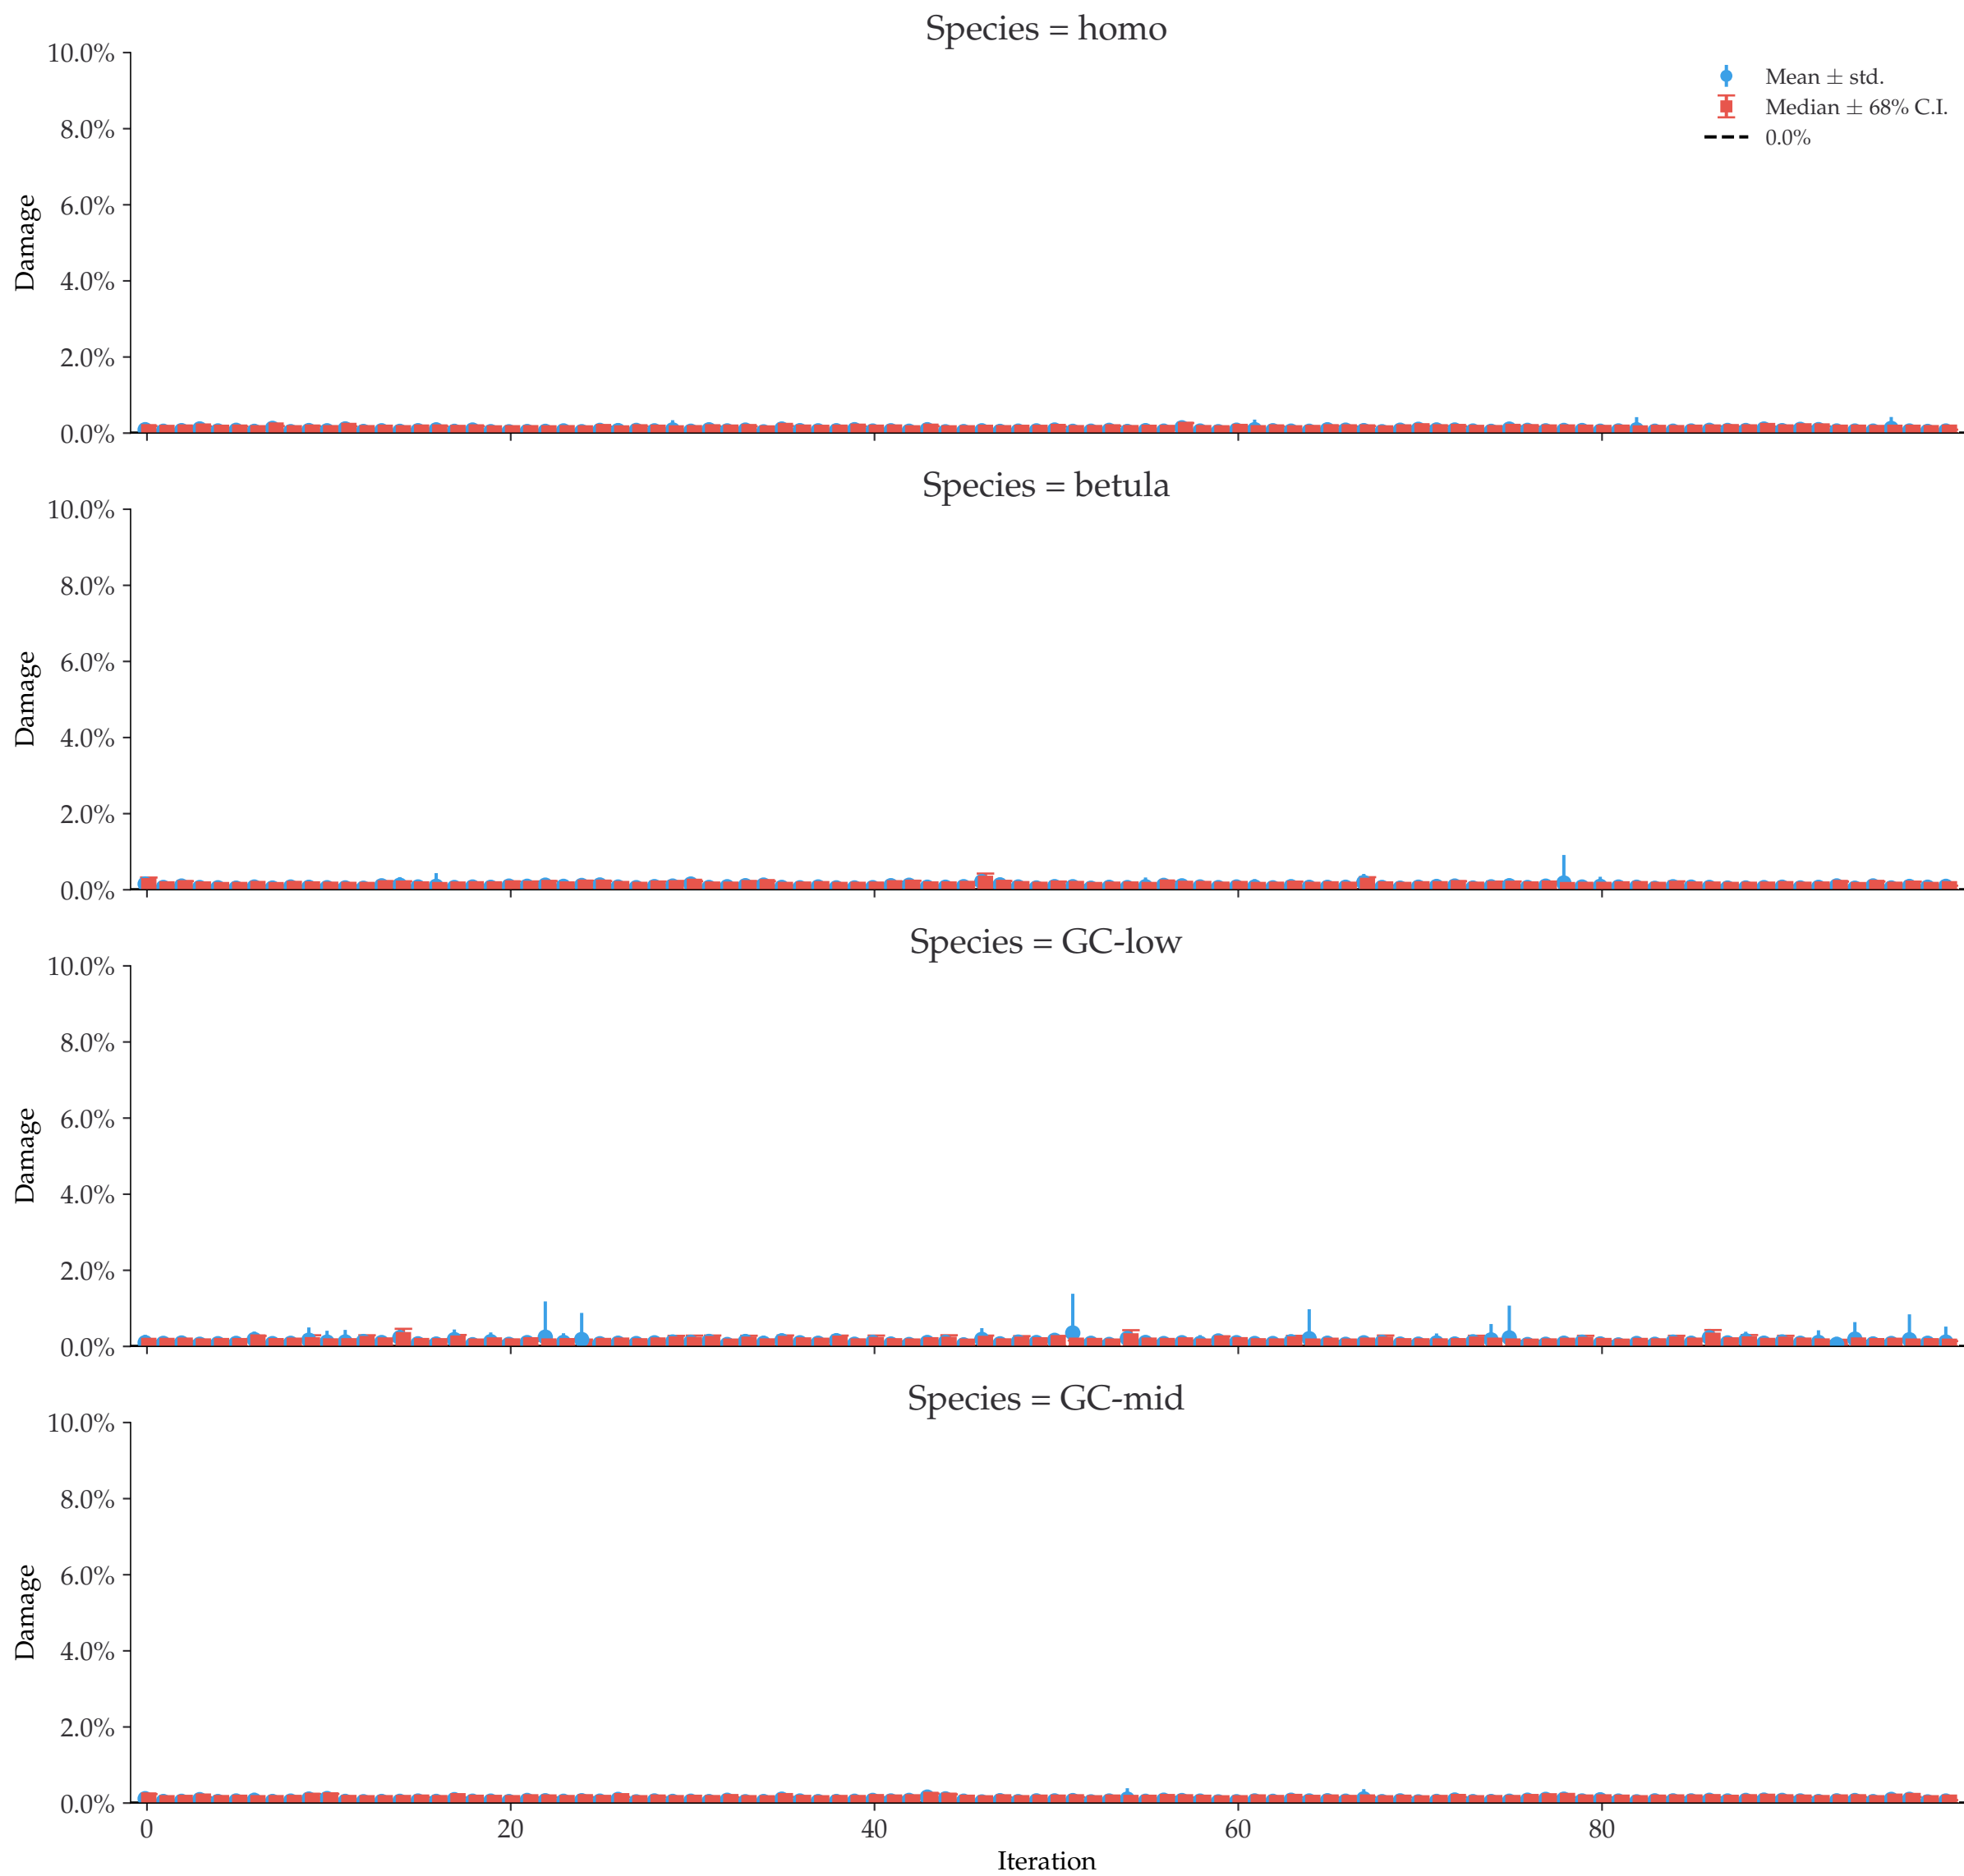 Species = homo
10.0%
8.0%
6.0%
4.0%
2.0%
0.0%
Damage
Mean ± std.
Median ± 68% C.I.
0.0%
Species = betula
10.0%
8.0%
6.0%
4.0%
2.0%
0.0%
Damage
Species = GC-low
10.0%
8.0%
6.0%
4.0%
2.0%
0.0%
Damage
Species = GC-mid
10.0%
8.0%
6.0%
4.0%
2.0%
0.0%
Damage
0 20 40 60 80
Iteration